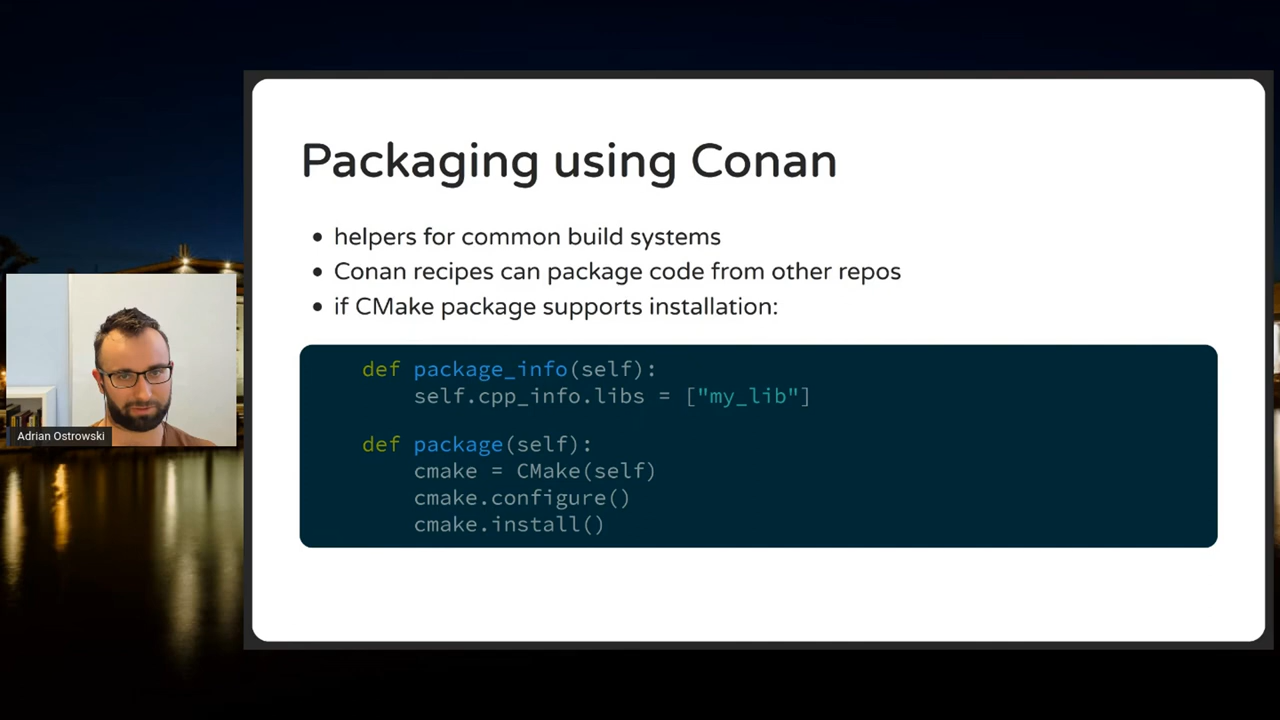 Packaging using Conan
• helpers for common build systems
• Conan recipes can package code from other repos
• if CMake package supports installation:
def package_info(self):
self.cpp_info.libs = ["my_lib"]
def package(self):
cmake = CMake(self)
cmake.configure()
cmake.install()
Adrian Ostrowski